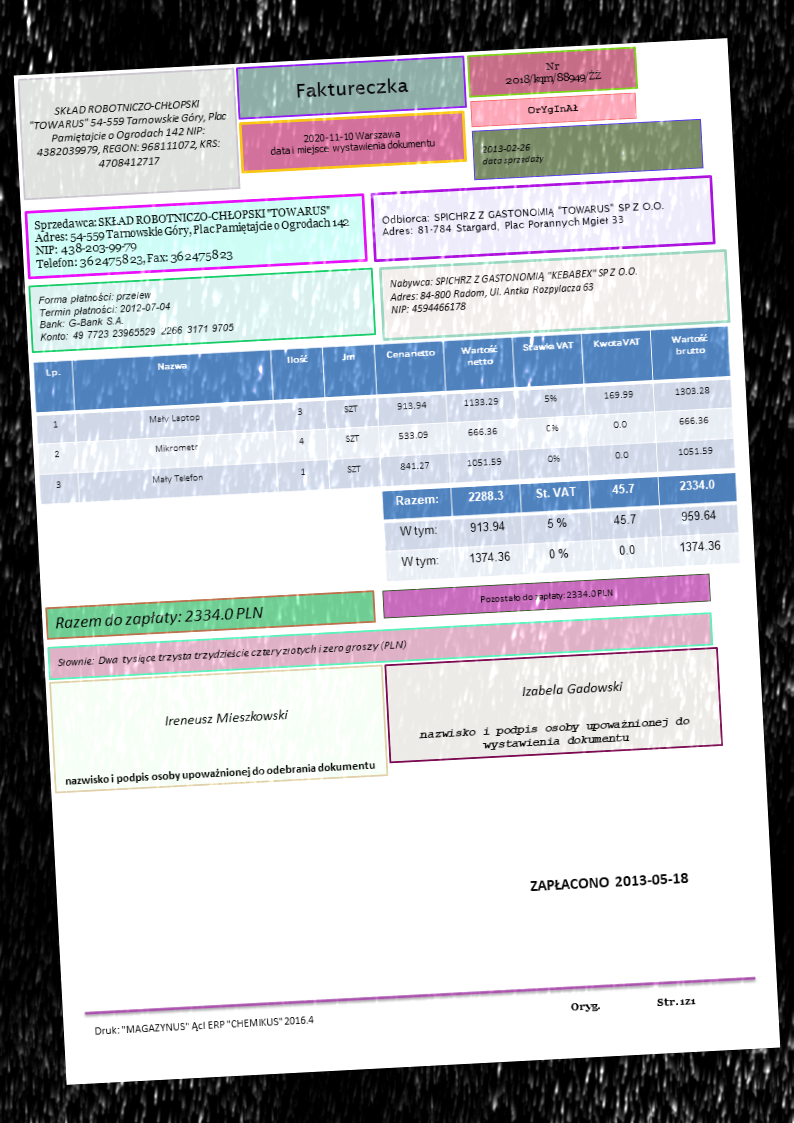 SKŁAD ROBOTNICZO-CHŁOPSKI
"TOWARUS" 54-559 Tarnowskie Góry, Plac
Pamiętajcie o Ogrodach 142 NIP:
4382039979, REGON: 968111072, KRS:
4708412717
Faktureczka
2020-11-10 Warszawa
data i miejsce wystawienia dokumentu
Nr
2018/kqm/88949/ZZ
OrYgInAł
2013-02-26
data sprzedaży
Sprzedawca: SKŁAD ROBOTNICZO-CHŁOPSKI "TOWARUS"
Adres: 54-559 Tarnowskie Góry, Plac Pamiętajcie o Ogrodach 142
NIP: 438-203-99-79
Telefon: 362475823, Fax: 362475823
Odbiorca: SPICHRZ Z GASTONOMIĄ "TOWARUS" SP Z O.O.
Adres: 81-784 Stargard, Plac Porannych Mgieł 33
Forma płatności: przelew
Termin płatności: 2012-07-04
Bank: G-Bank S.A.
Konto: 49 7723 23965529 2266 3171 9705
Nabywca: SPICHRZ Z GASTONOMIĄ "KEBABEX" SP Z O.O.
Adres: 84-800 Radom, Ul. Antka Rozpylacza 63
NIP: 4594466178
Lp. Nazwa Ilość Jm Cena netto Wartość netto Stawka VAT Kwota VAT Wartość brutto
1 Mały Laptop 3 SZT 913.94 1133.29 5% 169.99 1303.28
2 Mikrometr 4 SZT 533.09 666.36 0% 0.0 666.36
3 Mały Telefon 1 SZT 841.27 1051.59 0% 0.0 1051.59
Razem: 2288.3 St. VAT 45.7 2334.0
W tym: 913.94 5 % 45.7 959.64
W tym: 1374.36 0 % 0.0 1374.36
Razem do zapłaty: 2334.0 PLN
Pozostało do zapłaty: 2334.0 PLN
Słownie: Dwa tysiące trzysta trzydzieście cztery złotych i zero groszy (PLN)
Ireneusz Mieszkowski
nazwisko i podpis osoby upoważnionej do odebrania dokumentu
Izabela Gadowski
nazwisko i podpis osoby upoważnionej do
wystawienia dokumentu
ZAPŁACONO 2013-05-18
Druk: "MAGAZYNUS" Ącl ERP "CHEMIKUS" 2016.4
Oryg.
Str. 1z1